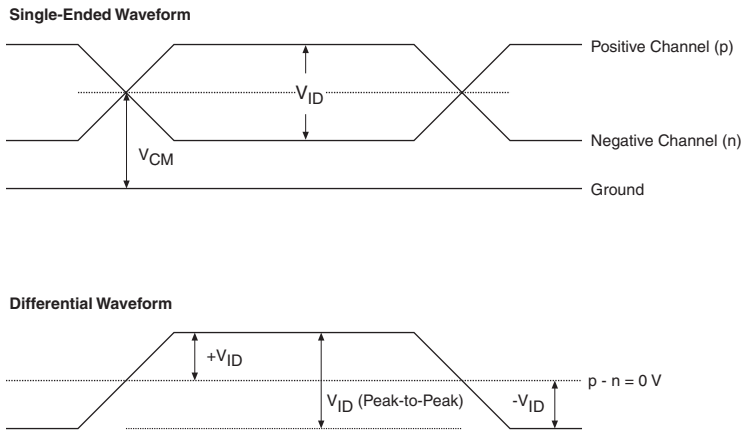 Single-Ended Waveform
Positive Channel (p)
VID
Negative Channel (n)
VCM
Ground
Differential Waveform
+VID
p - n = 0 V
VID (Peak-to-Peak)
-VID